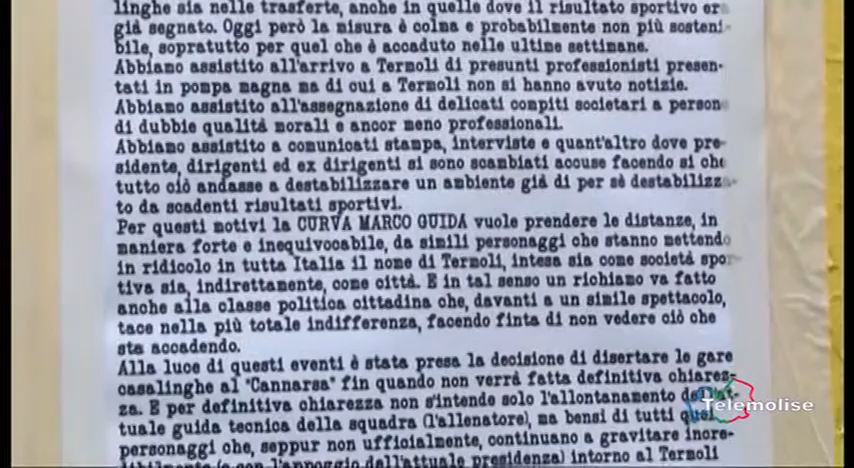 linghe sia nelle trasferte, anche in quelle dove il risultato sportivo era
già segnato. Oggi però la misura è colma e probabilmente non più sosteni-
bile, sopratutto per quel che è accaduto nelle ultime settimane.
Abbiamo assistito all'arrivo a Termoli di presunti professionisti presen-
tati in pompa magna ma di cui a Termoli non si hanno avuto notizie.
Abbiamo assistito all'assegnazione di delicati compiti societari a persone
di dubbie qualità morali e ancor meno professionali.
Abbiamo assistito a comunicati stampa, interviste e quant'altro dove pre-
sidente, dirigenti ed ex dirigenti si sono scambiati accuse facendo si che
tutto ciò andasse a destabilizzare un ambiente già di per sè destabilizza-
to da scadenti risultati sportivi.
Per questi motivi la CURVA MARCO GUIDA vuole prendere le distanze, in
maniera forte e inequivocabile, da simili personaggi che stanno mettendo
in ridicolo in tutta Italia il nome di Termoli, intesa sia come società spor-
tiva sia, indirettamente, come città. E in tal senso un richiamo va fatto
anche alla classe politica cittadina che, davanti a un simile spettacolo,
tace nella più totale indifferenza, facendo finta di non vedere ciò che
sta accadendo.
Alla luce di questi eventi è stata presa la decisione di disertare le gare
casalinghe al "Cannarsa" fin quando non verrà fatta definitiva chiarez-
za. E per definitiva chiarezza non s'intende solo l'allontanamento dell'at-
tuale guida tecnica della squadra (l'allenatore), ma bensì di tutti quei
personaggi che, seppur non ufficialmente, continuano a gravitare incre-
dibilmente (e con l'appoggio dell'attuale presidenza) intorno al Termoli
Telemolise